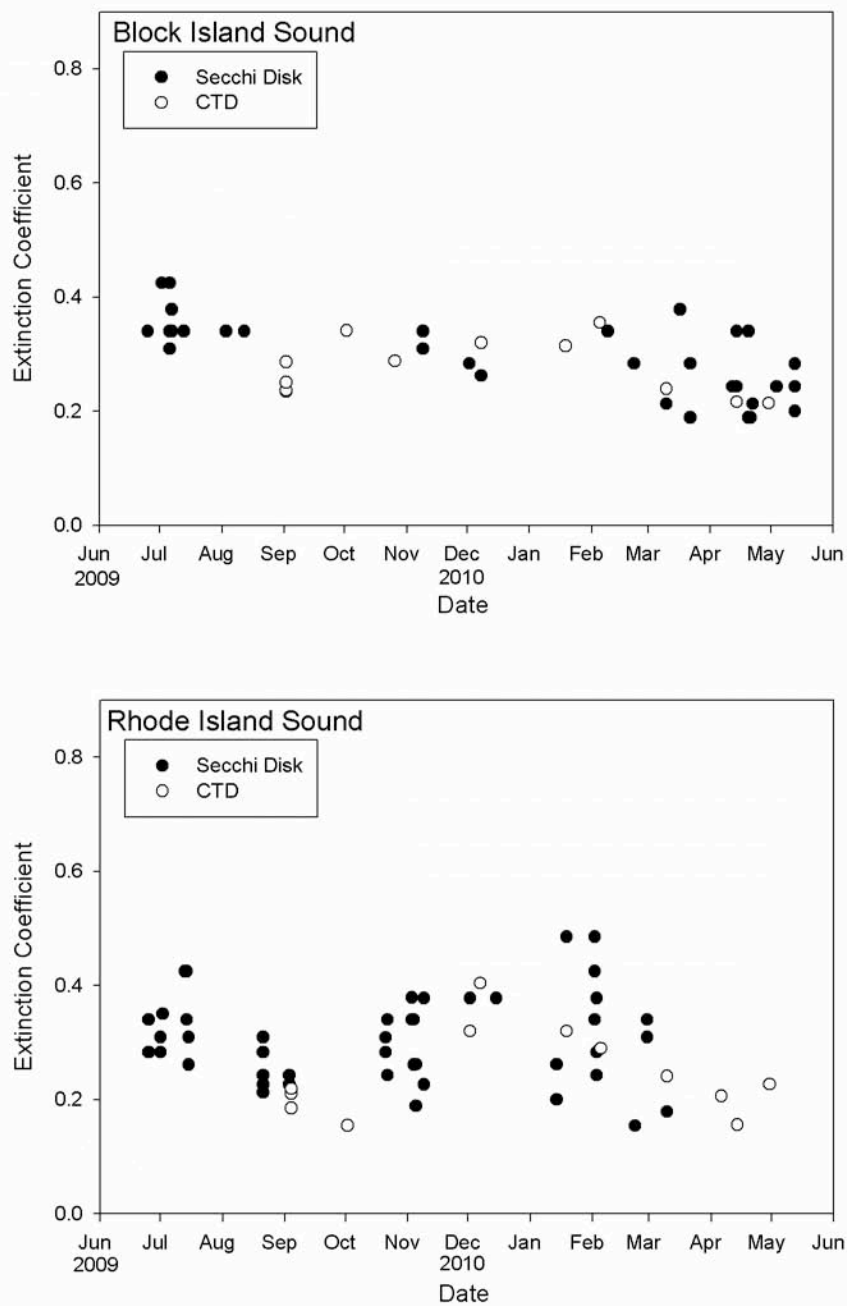 Block Island Sound
Secchi Disk
CTD
0.8
0.6
0.4
0.2
0.0
Extinction Coefficient
Jun Jul Aug Sep Oct Nov Dec Jan Feb Mar Apr May Jun
2009 2010
Date
Rhode Island Sound
Secchi Disk
CTD
0.8
0.6
0.4
0.2
0.0
Extinction Coefficient
Jun Jul Aug Sep Oct Nov Dec Jan Feb Mar Apr May Jun
2009 2010
Date